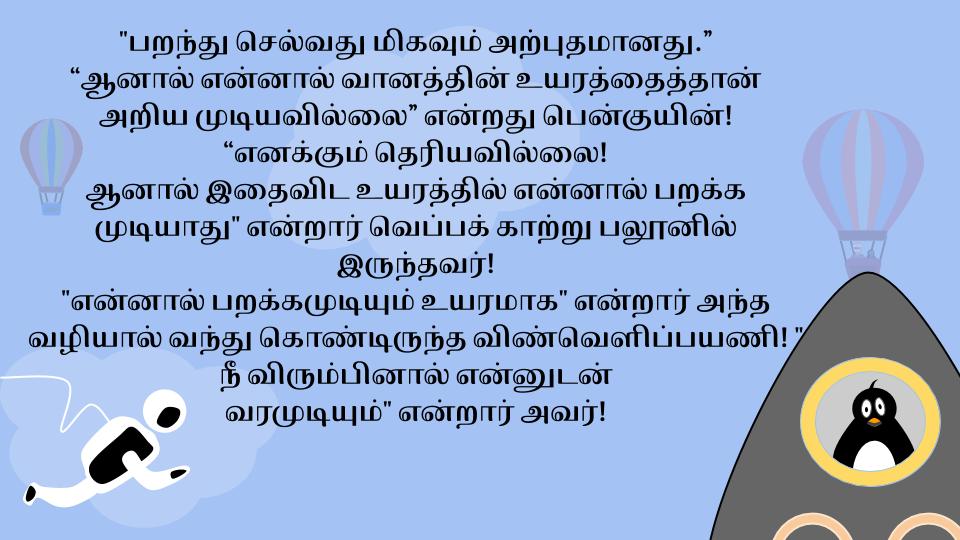 "பறந்து செல்வது மிகவும் அற்புதமானது.”
“ஆனால் என்னால் வானத்தின் உயரத்தைத்தான்
அறிய முடியவில்லை” என்றது பென்குயின்!
“எனக்கும் தெரியவில்லை!
ஆனால் இதைவிட உயரத்தில் என்னால் பறக்க
முடியாது" என்றார் வெப்பக் காற்று பலூனில்
இருந்தவர்!
"என்னால் பறக்கமுடியும் உயரமாக" என்றார் அந்த
வழியால் வந்து கொண்டிருந்த விண்வெளிப்பயணி! "
நீ விரும்பினால் என்னுடன்
வரமுடியும்" என்றார் அவர்!